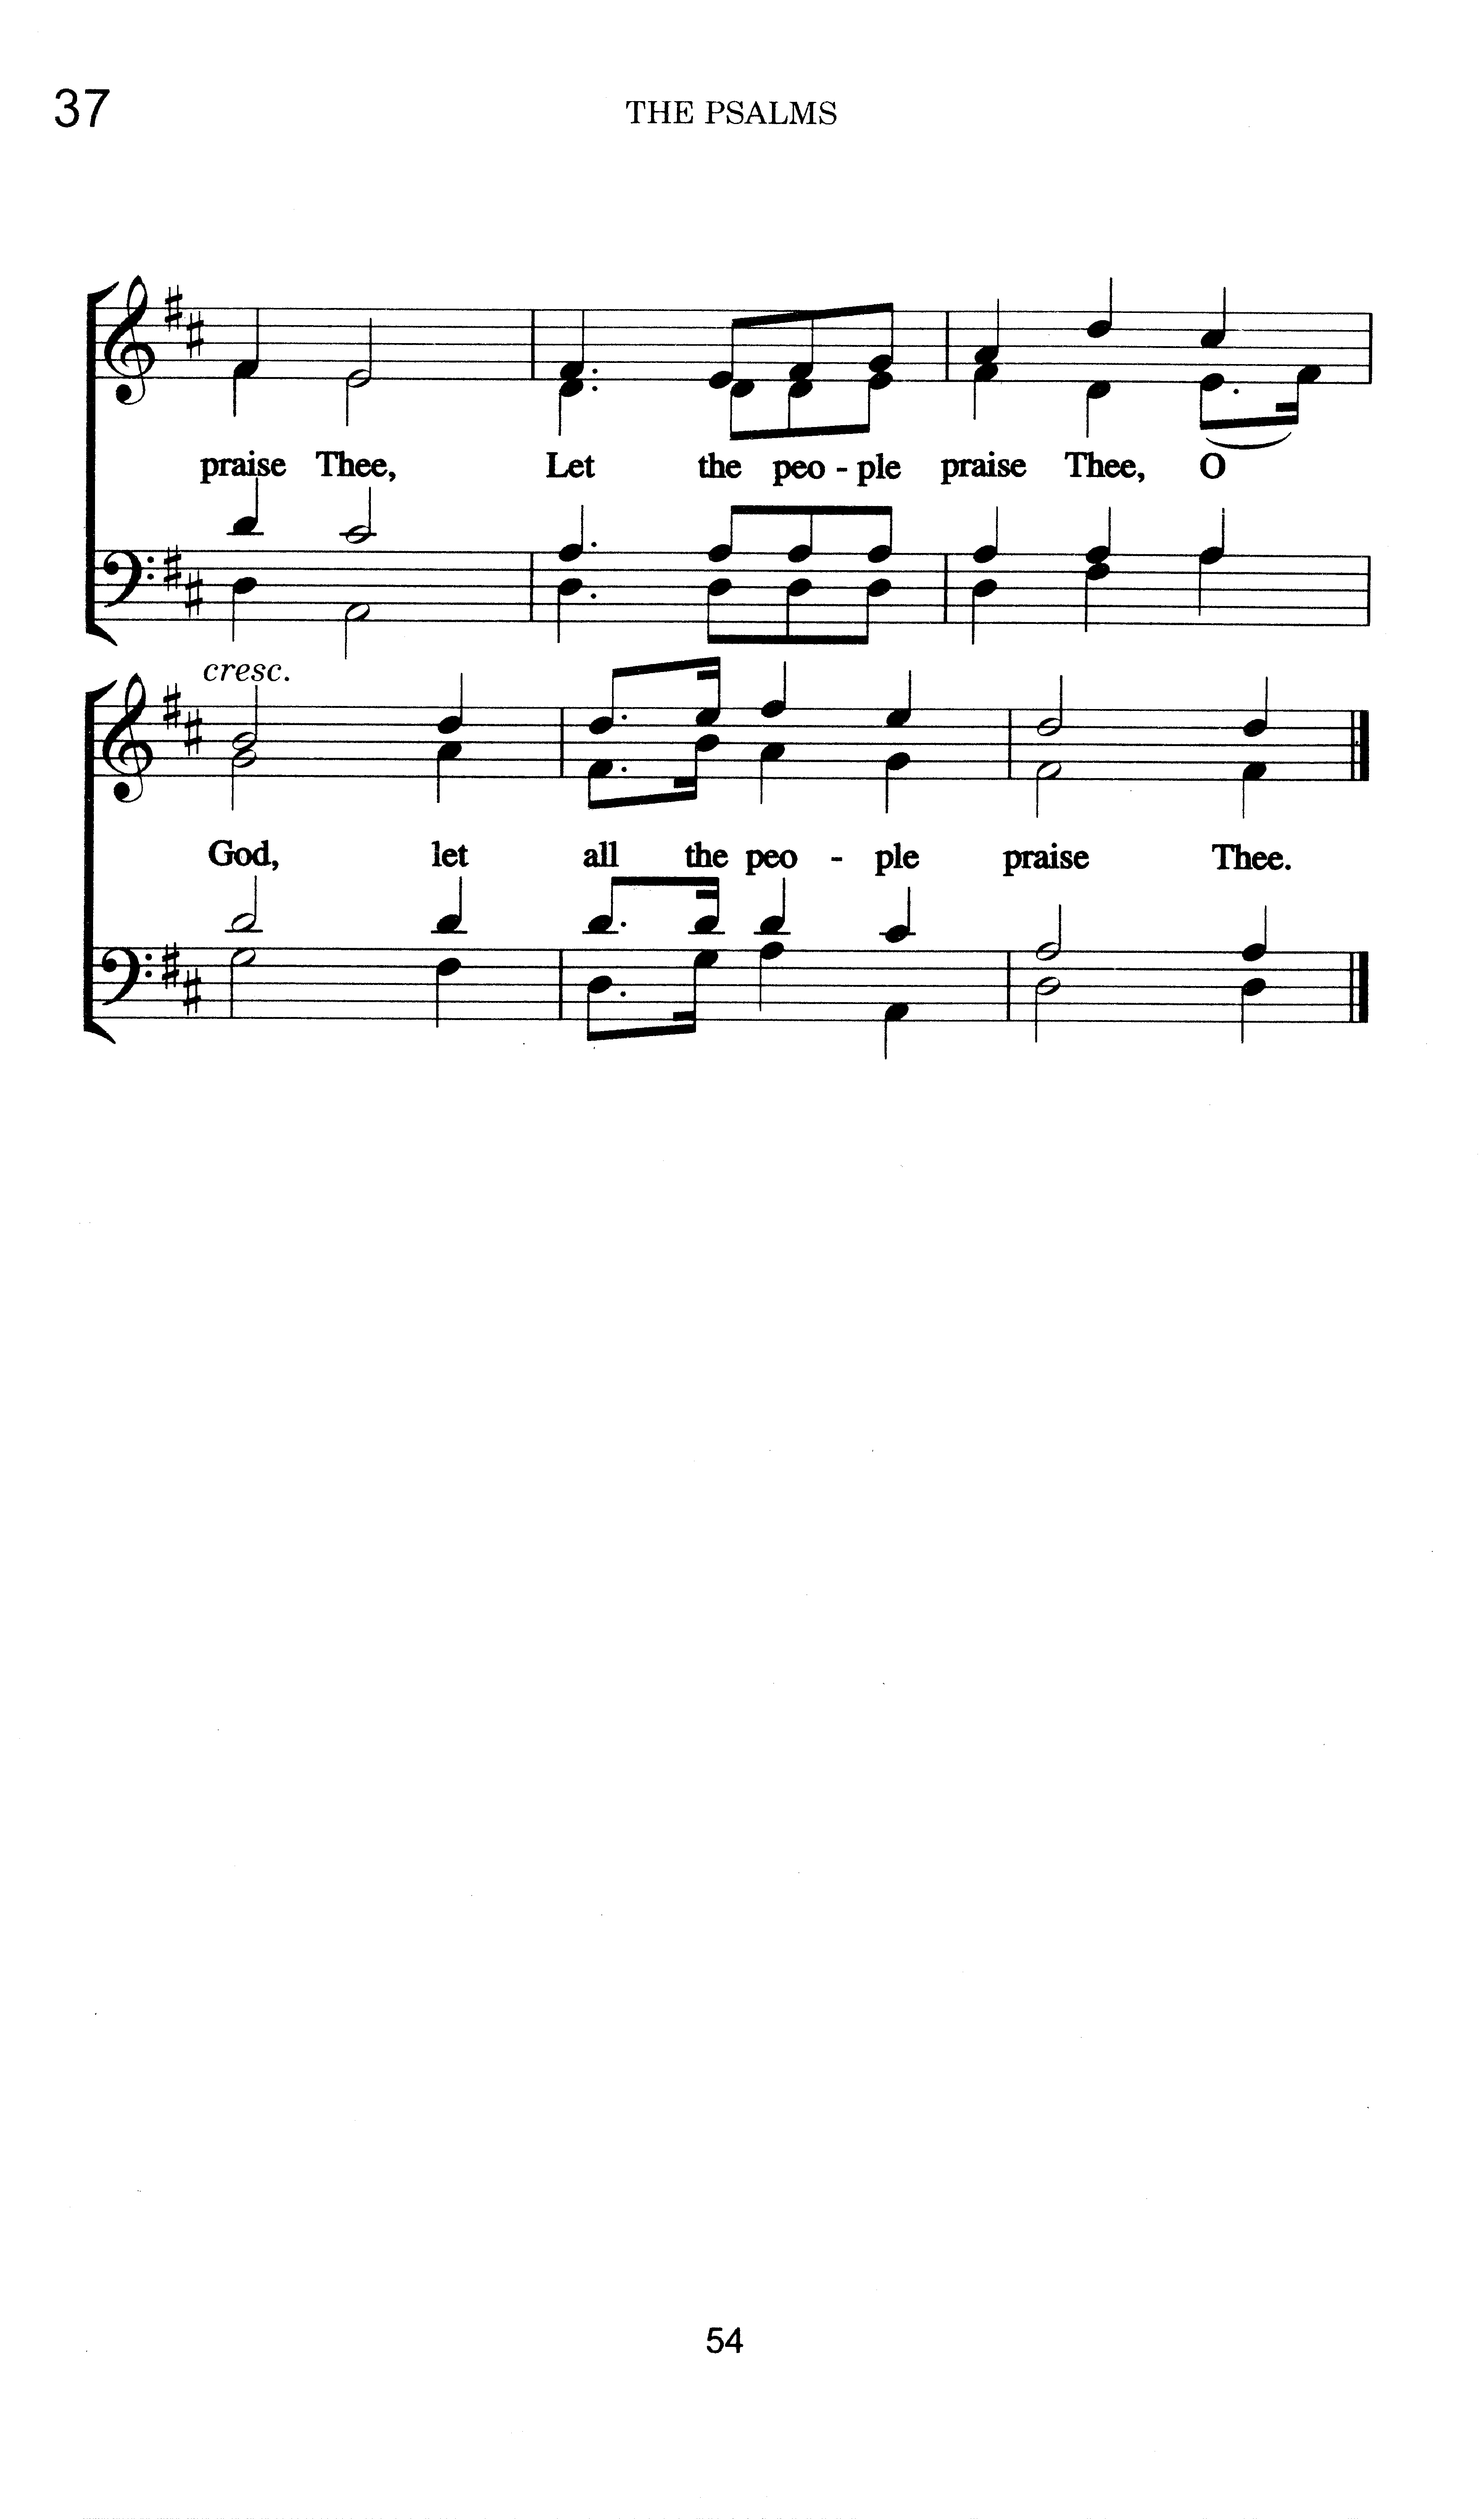 37
THE PSALMS
praise Thee, Let the peo - ple praise Thee, O
cresc.
God, let all the peo - ple praise Thee.
54